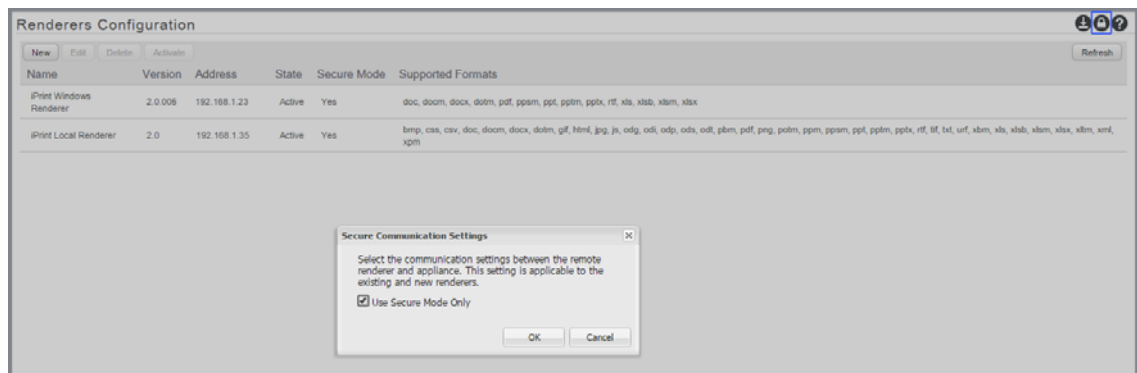 Renderers Configuration
New Edit Delete Activate Refresh
Name Version Address State Secure Mode Supported Formats
iPrint Windows
Renderer 2.0.006 192.168.1.23 Active Yes doc, docm, docx, dotm, pdf, ppsm, ppt, pptm, pptx, rtf, xls, xlsb, xlsm, xlsx
iPrint Local Renderer 2.0 192.168.1.35 Active Yes bmp, css, csv, doc, docm, docx, dotm, gif, html, jpg, js, odg, odi, odp, ods, odt, pbm, pdf, png, potm, ppm, ppsm, ppt, pptm, pptx, rtf, tif, txt, urf, xbm, xls, xlsb, xlsm, xlsx, xltm, xml,
xpm
Secure Communication Settings
Select the communication settings between the remote
renderer and appliance. This setting is applicable to the
existing and new renderers.
Use Secure Mode Only
OK Cancel